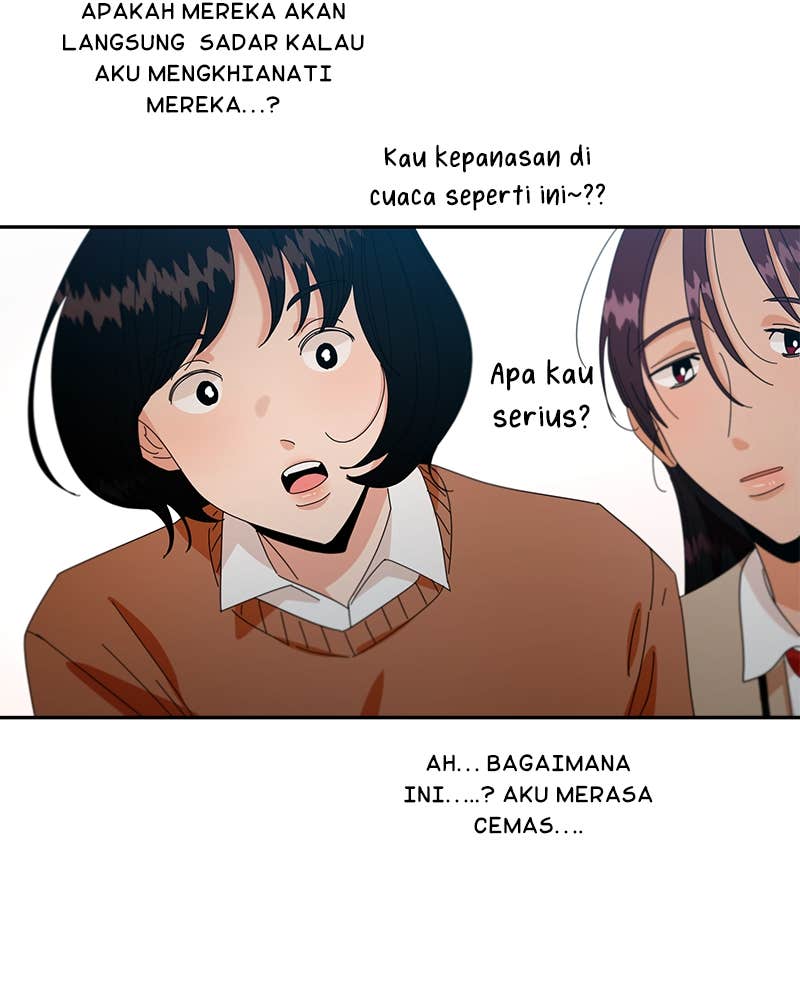 APAKAH MEREKA AKAN
LANGSUNG SADAR KALAU
AKU MENGKHIANATI
MEREKA...?
Kau kepanasan di
cuaca seperti ini~??
Apa kau
serius?
AH... BAGAIMANA
INI.....? AKU MERASA
CEMAS....